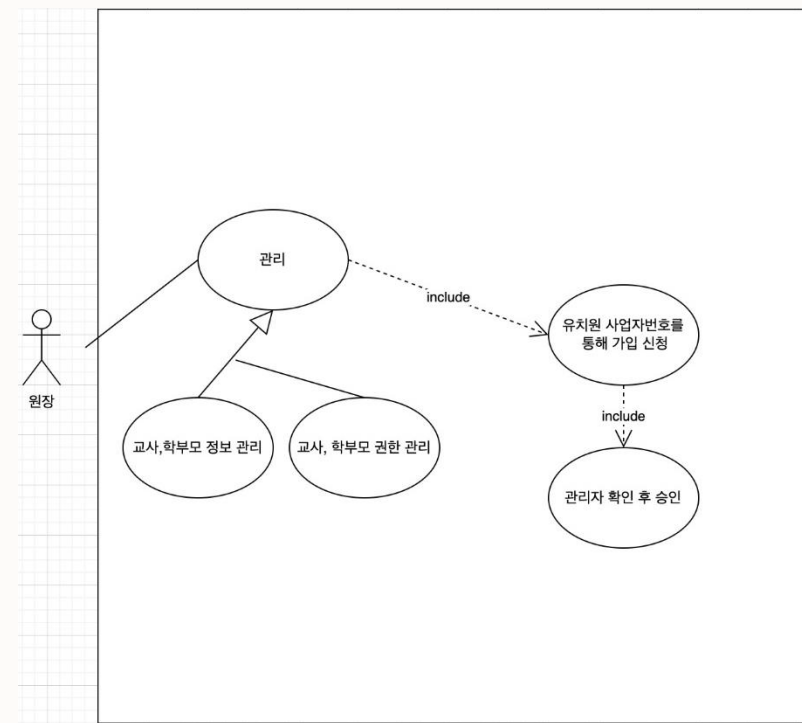 관리
include
유치원 사업자번호를
통해 가입 신청
원장
include
교사,학부모 정보 관리
교사, 학부모 권한 관리
관리자 확인 후 승인